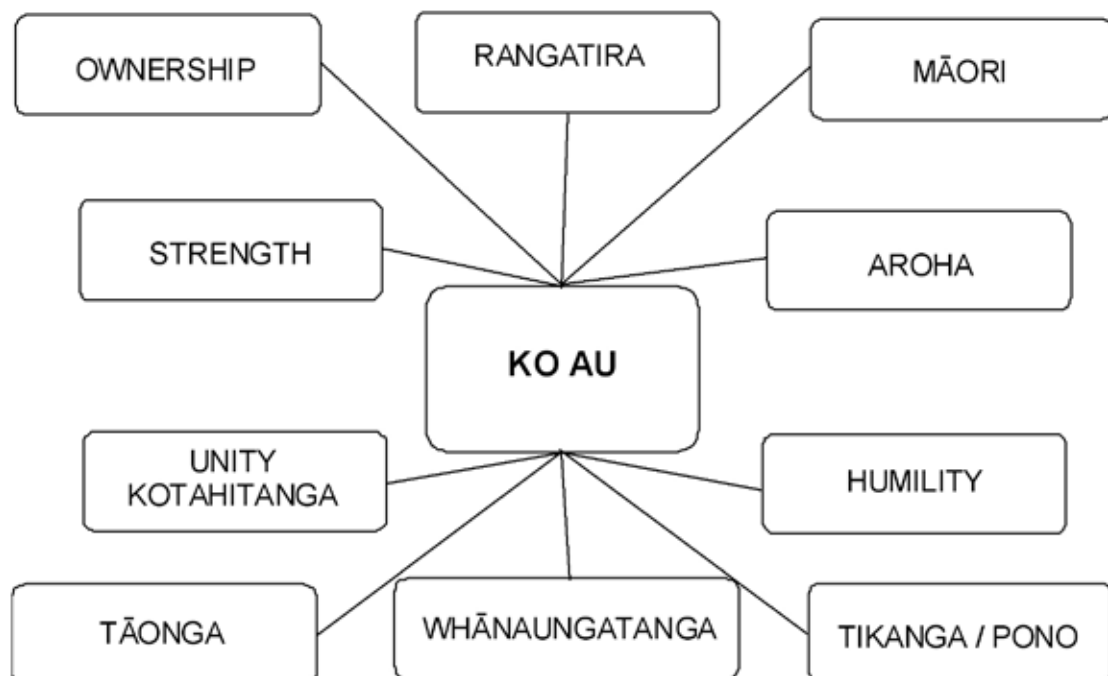 OWNERSHIP
RANGATIRA
MĀORI
STRENGTH
AROHA
KO AU
UNITY
KOTAHITANGA
HUMILITY
TĀONGA
WHĀNAUNGATANGA
TIKANGA / PONO